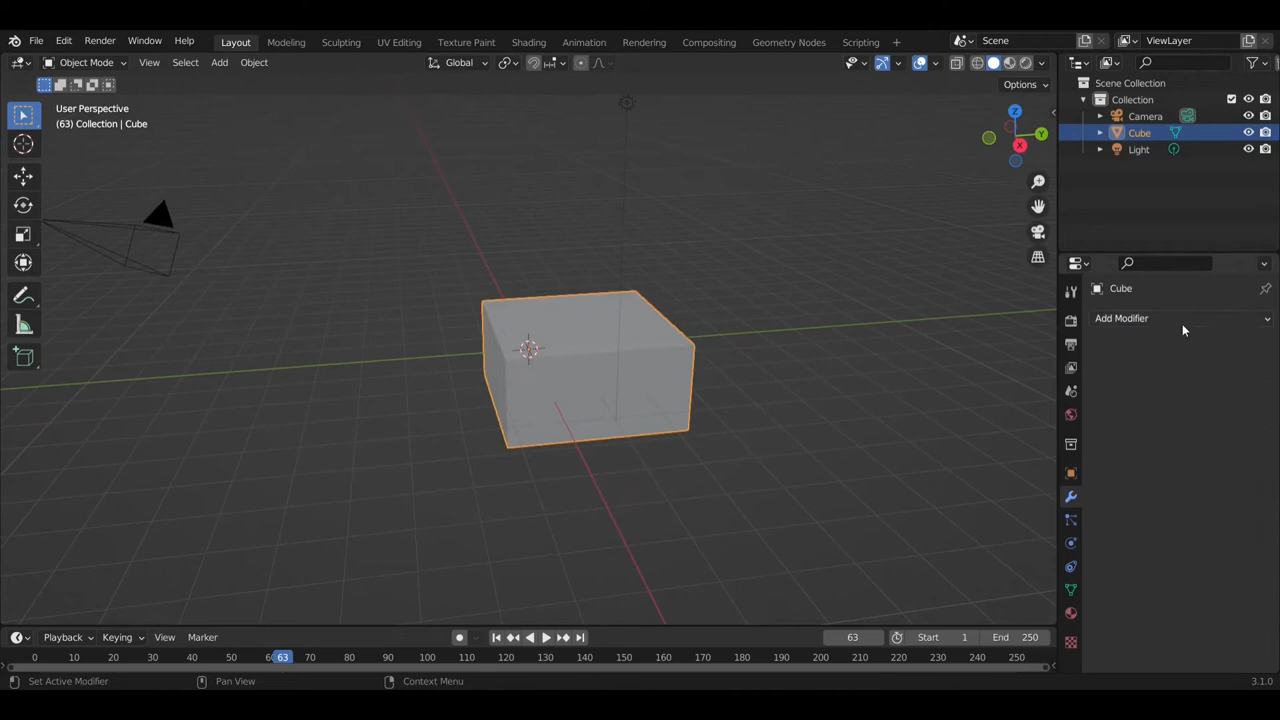 File Edit Render Window Help Layout Modeling Sculpting UV Editing Texture Paint Shading Animation Rendering Compositing Geometry Nodes Scripting + Scene ViewLayer
Object Mode View Select Add Object Global
Options
User Perspective
(63) Collection | Cube
Z
Y
X
Scene Collection
Collection
Camera
Cube
Light
Cube
Add Modifier
Playback Keying View Marker 63 Start 1 End 250
0 10 20 30 40 50 6 63 70 80 90 100 110 120 130 140 150 160 170 180 190 200 210 220 230 240 250
Set Active Modifier Pan View Context Menu 3.1.0